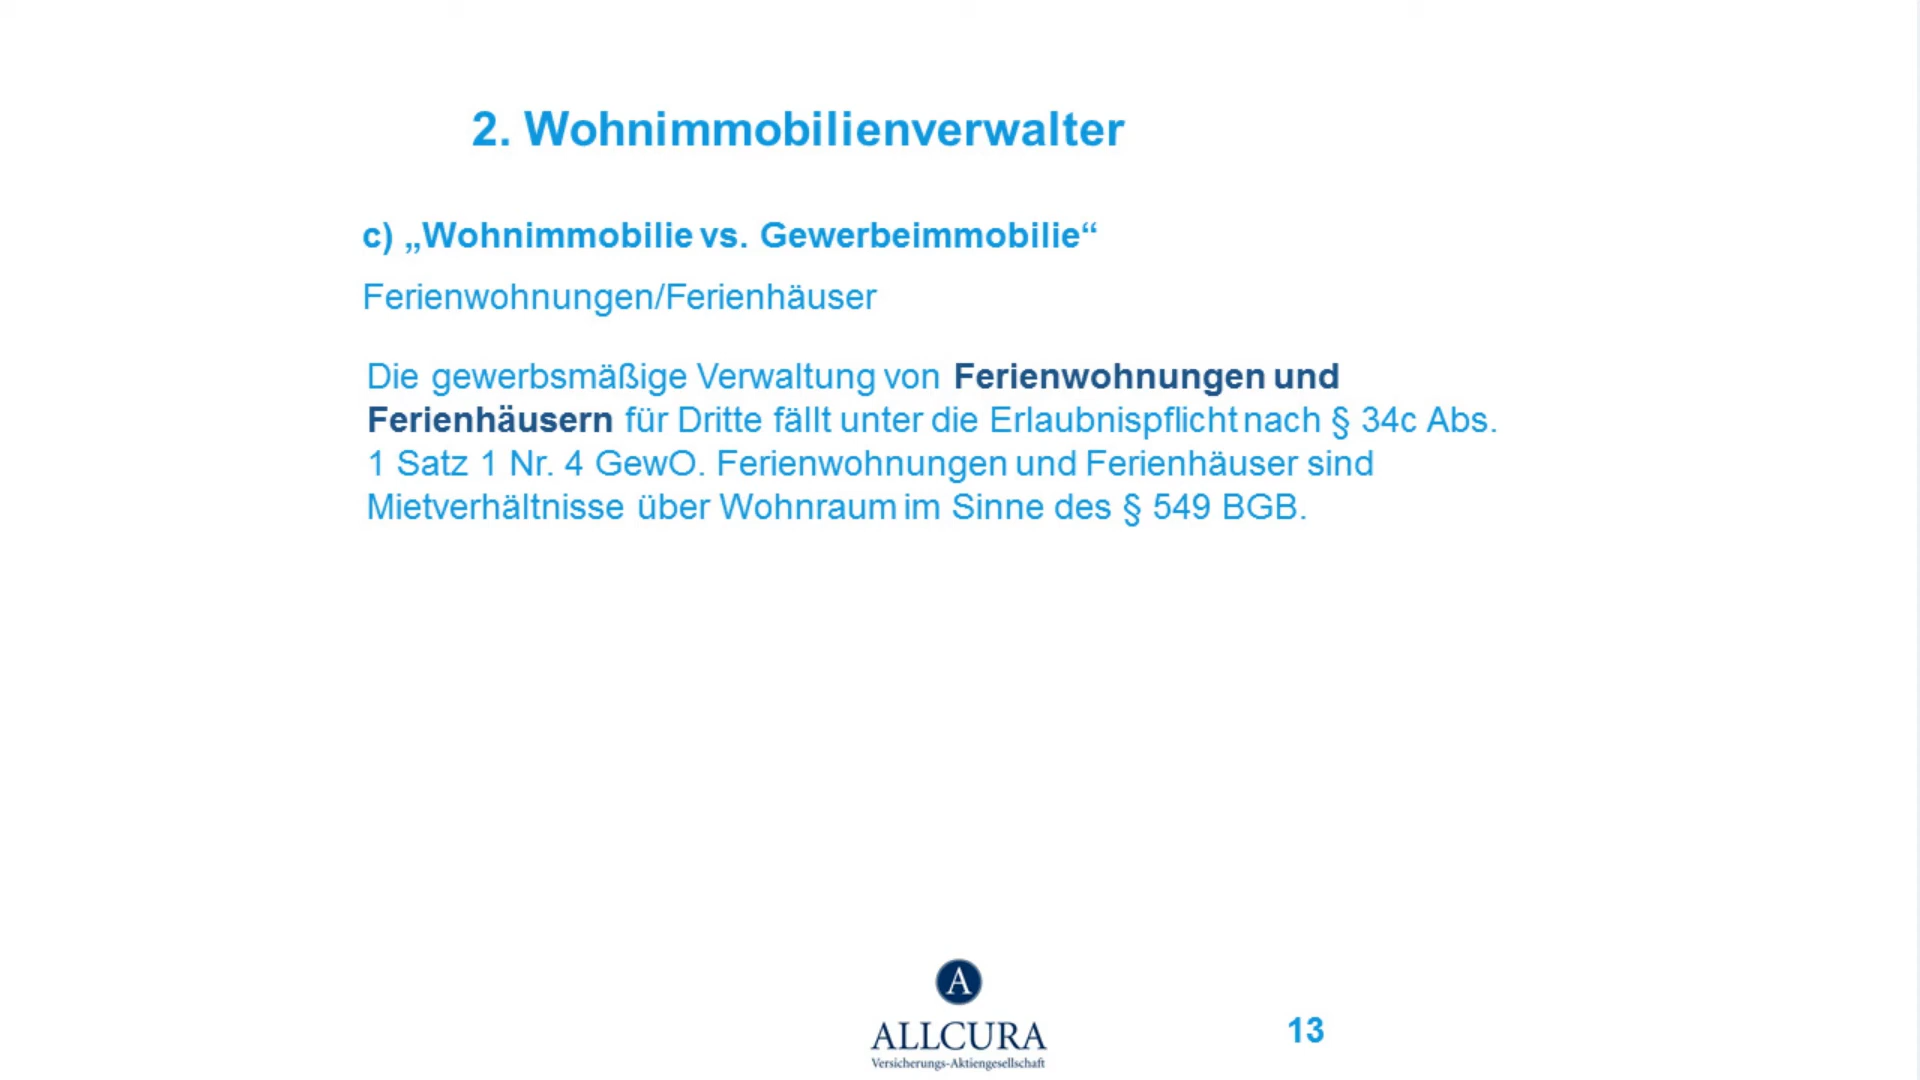 2. Wohnimmobilienverwalter
c) „Wohnimmobilie vs. Gewerbeimmobilie“
Ferienwohnungen/Ferienhäuser
Die gewerbsmäßige Verwaltung von Ferienwohnungen und
Ferienhäusern für Dritte fällt unter die Erlaubnispflicht nach § 34c Abs.
1 Satz 1 Nr. 4 GewO. Ferienwohnungen und Ferienhäuser sind
Mietverhältnisse über Wohnraum im Sinne des § 549 BGB.
A
ALLCURA
Versicherungs-Aktiengesellschaft
13